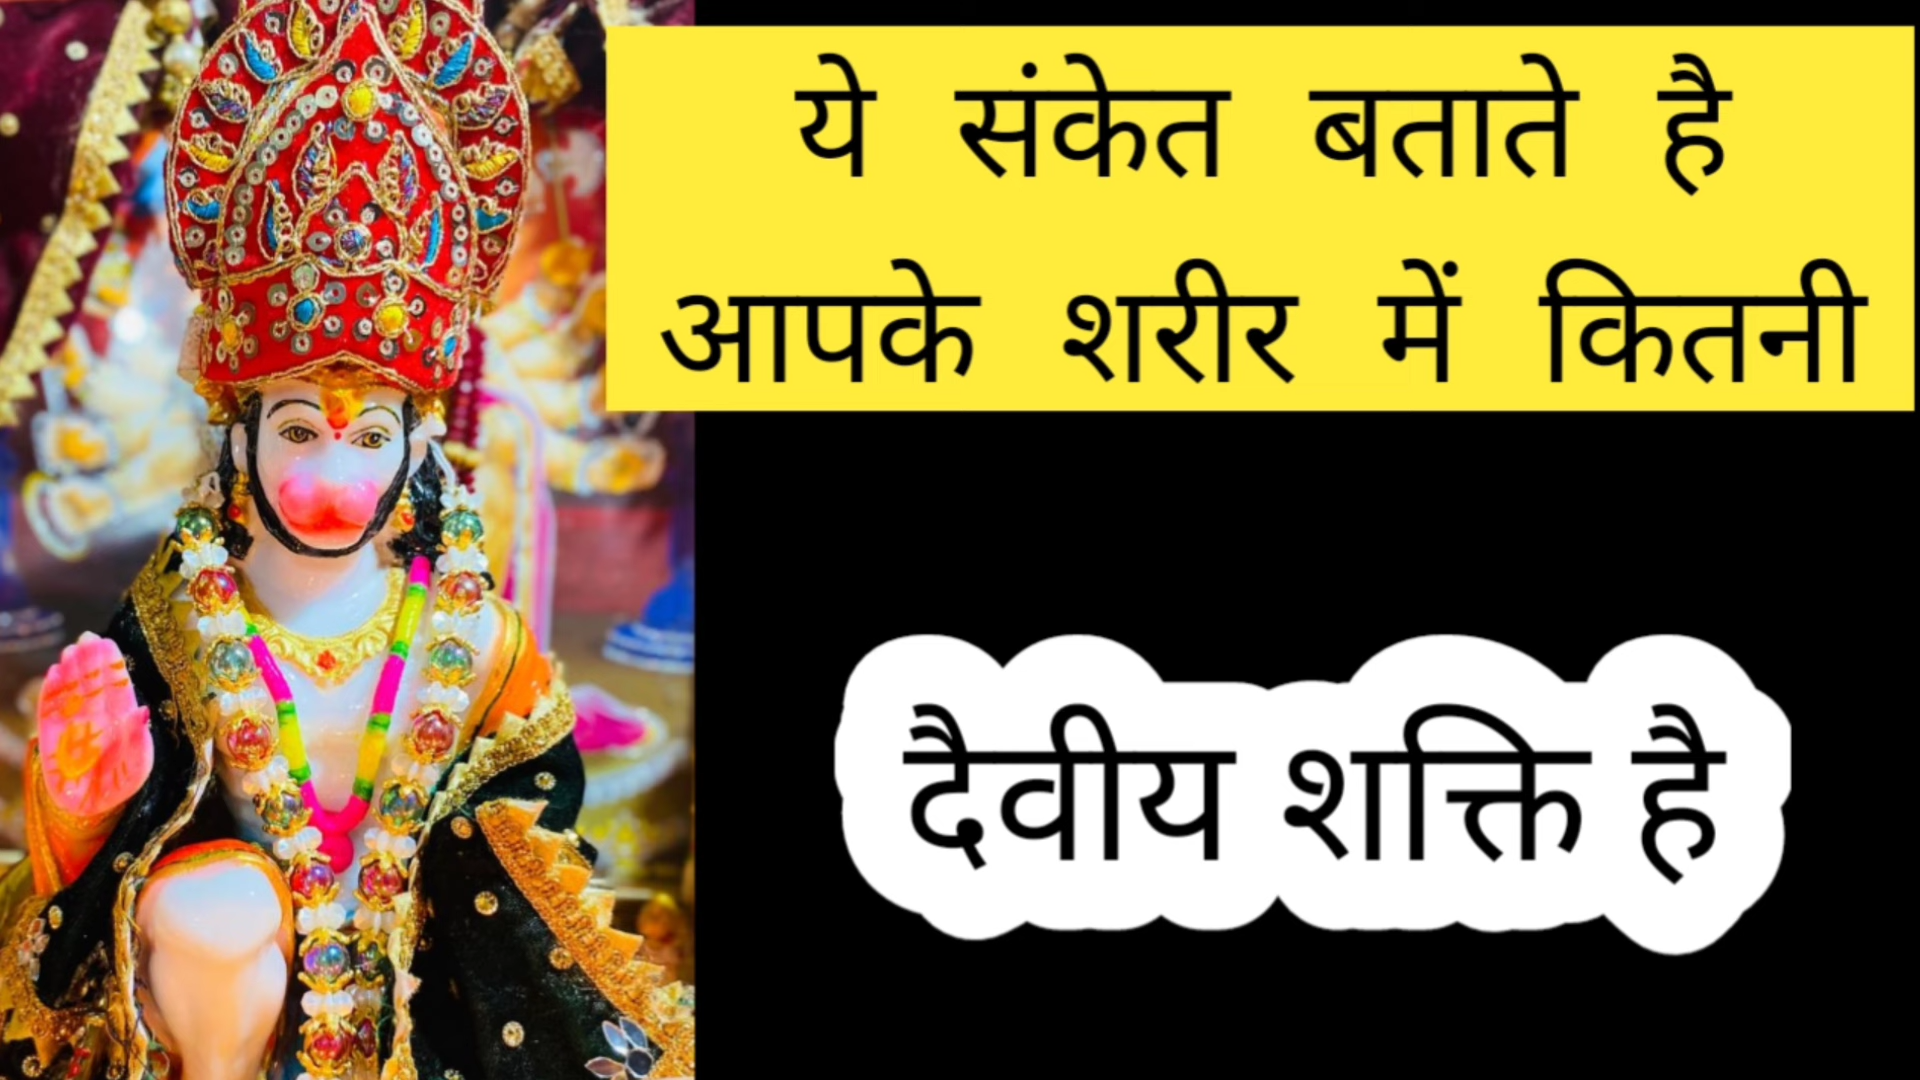 ये संकेत बताते है
आपके शरीर में कितनी
दैवीय शक्ति है